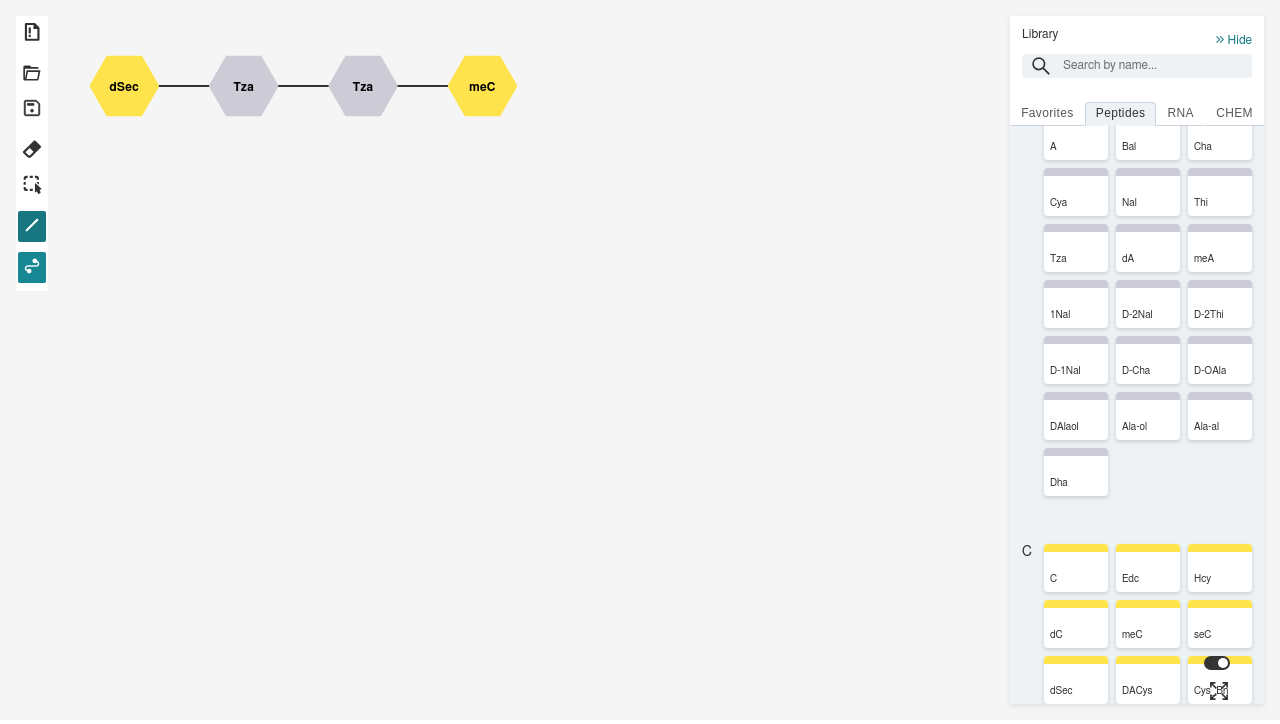 dSec Tza Tza meC
Library
Hide
Search by name...
Favorites Peptides RNA CHEM
A Bal Cha
Cya Nal Thi
Tza dA meA
1Nal D-2Nal D-2Thi
D-1Nal D-Cha D-OAla
DAlaol Ala-ol Ala-al
Dha
C
C Edc Hcy
dC meC seC
dSec DACys Cys_Bn